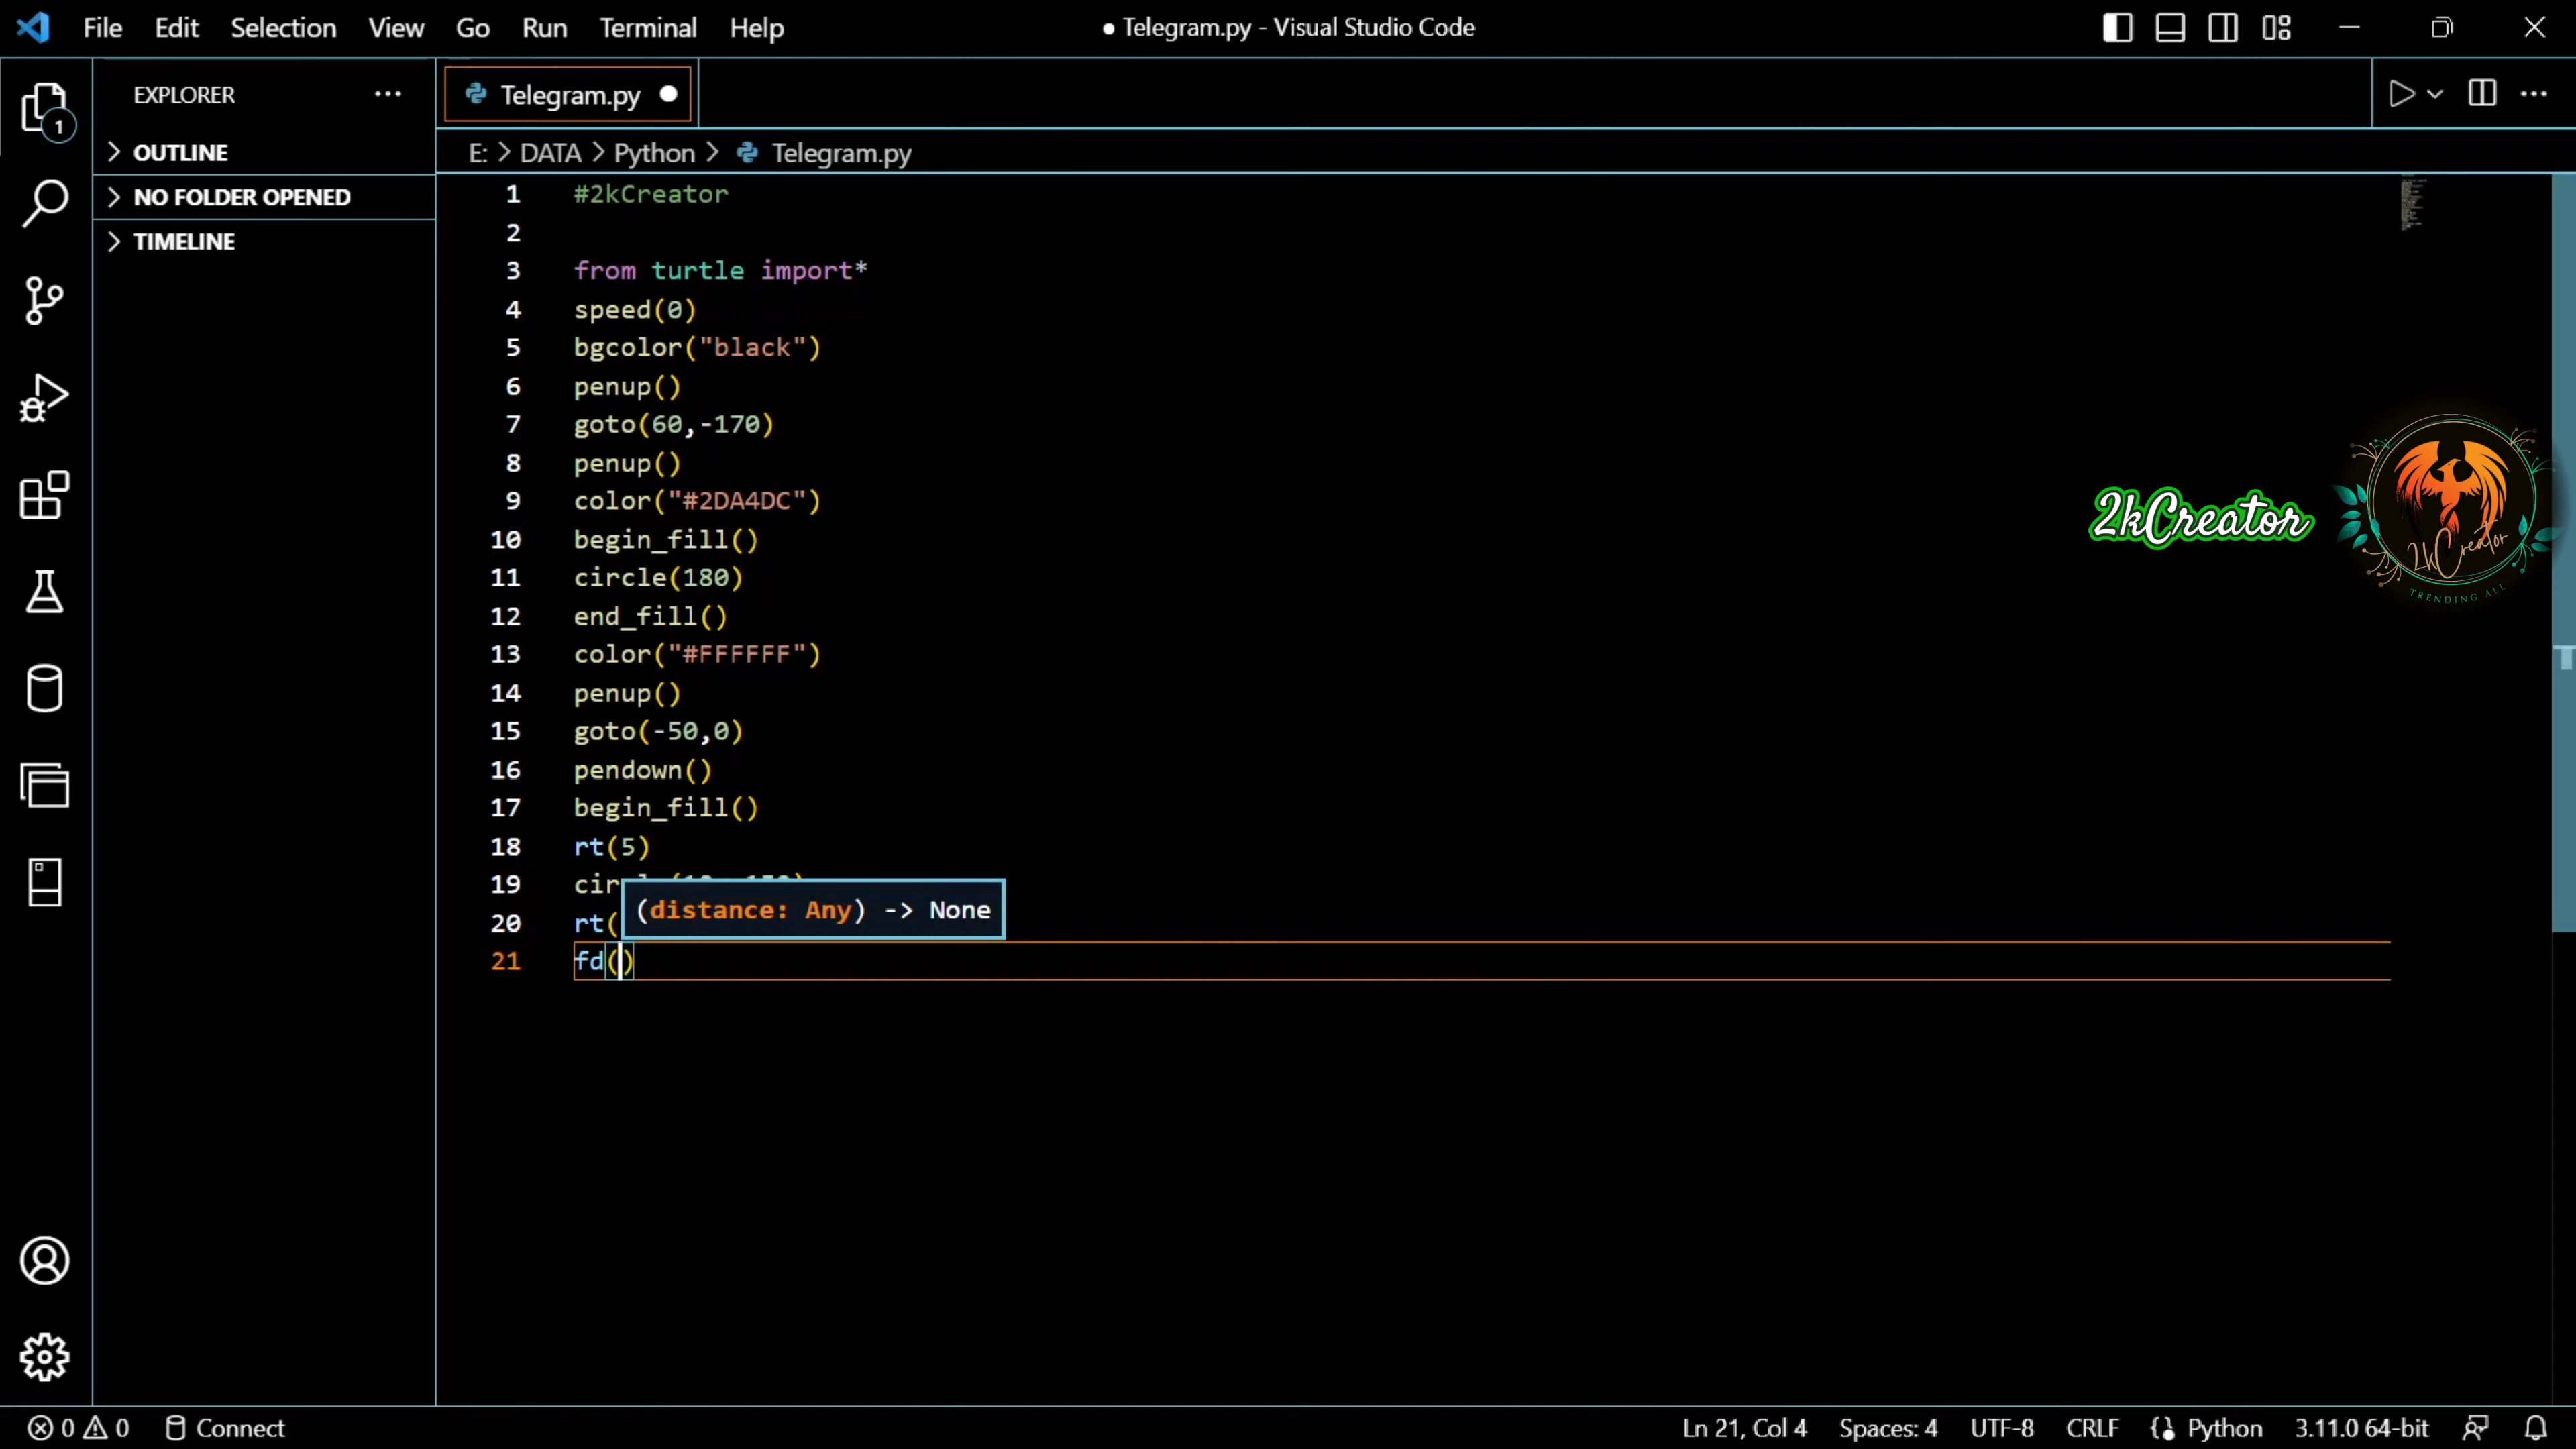 File Edit Selection View Go Run Terminal Help
● Telegram.py - Visual Studio Code
EXPLORER ...
OUTLINE
NO FOLDER OPENED
TIMELINE
1
Telegram.py
E: > DATA > Python > Telegram.py
1 #2kCreator
2
3 from turtle import*
4 speed(0)
5 bgcolor("black")
6 penup()
7 goto(60,-170)
8 penup()
9 color("#2DA4DC")
10 begin_fill()
11 circle(180)
12 end_fill()
13 color("#FFFFFF")
14 penup()
15 goto(-50,0)
16 pendown()
17 begin_fill()
18 rt(5)
19 cir
20 rt(
(distance: Any) -> None
21 fd()
2kCreator
2kCreator
TRENDING ALL
0 0 Connect
Ln 21, Col 4 Spaces: 4 UTF-8 CRLF Python 3.11.0 64-bit